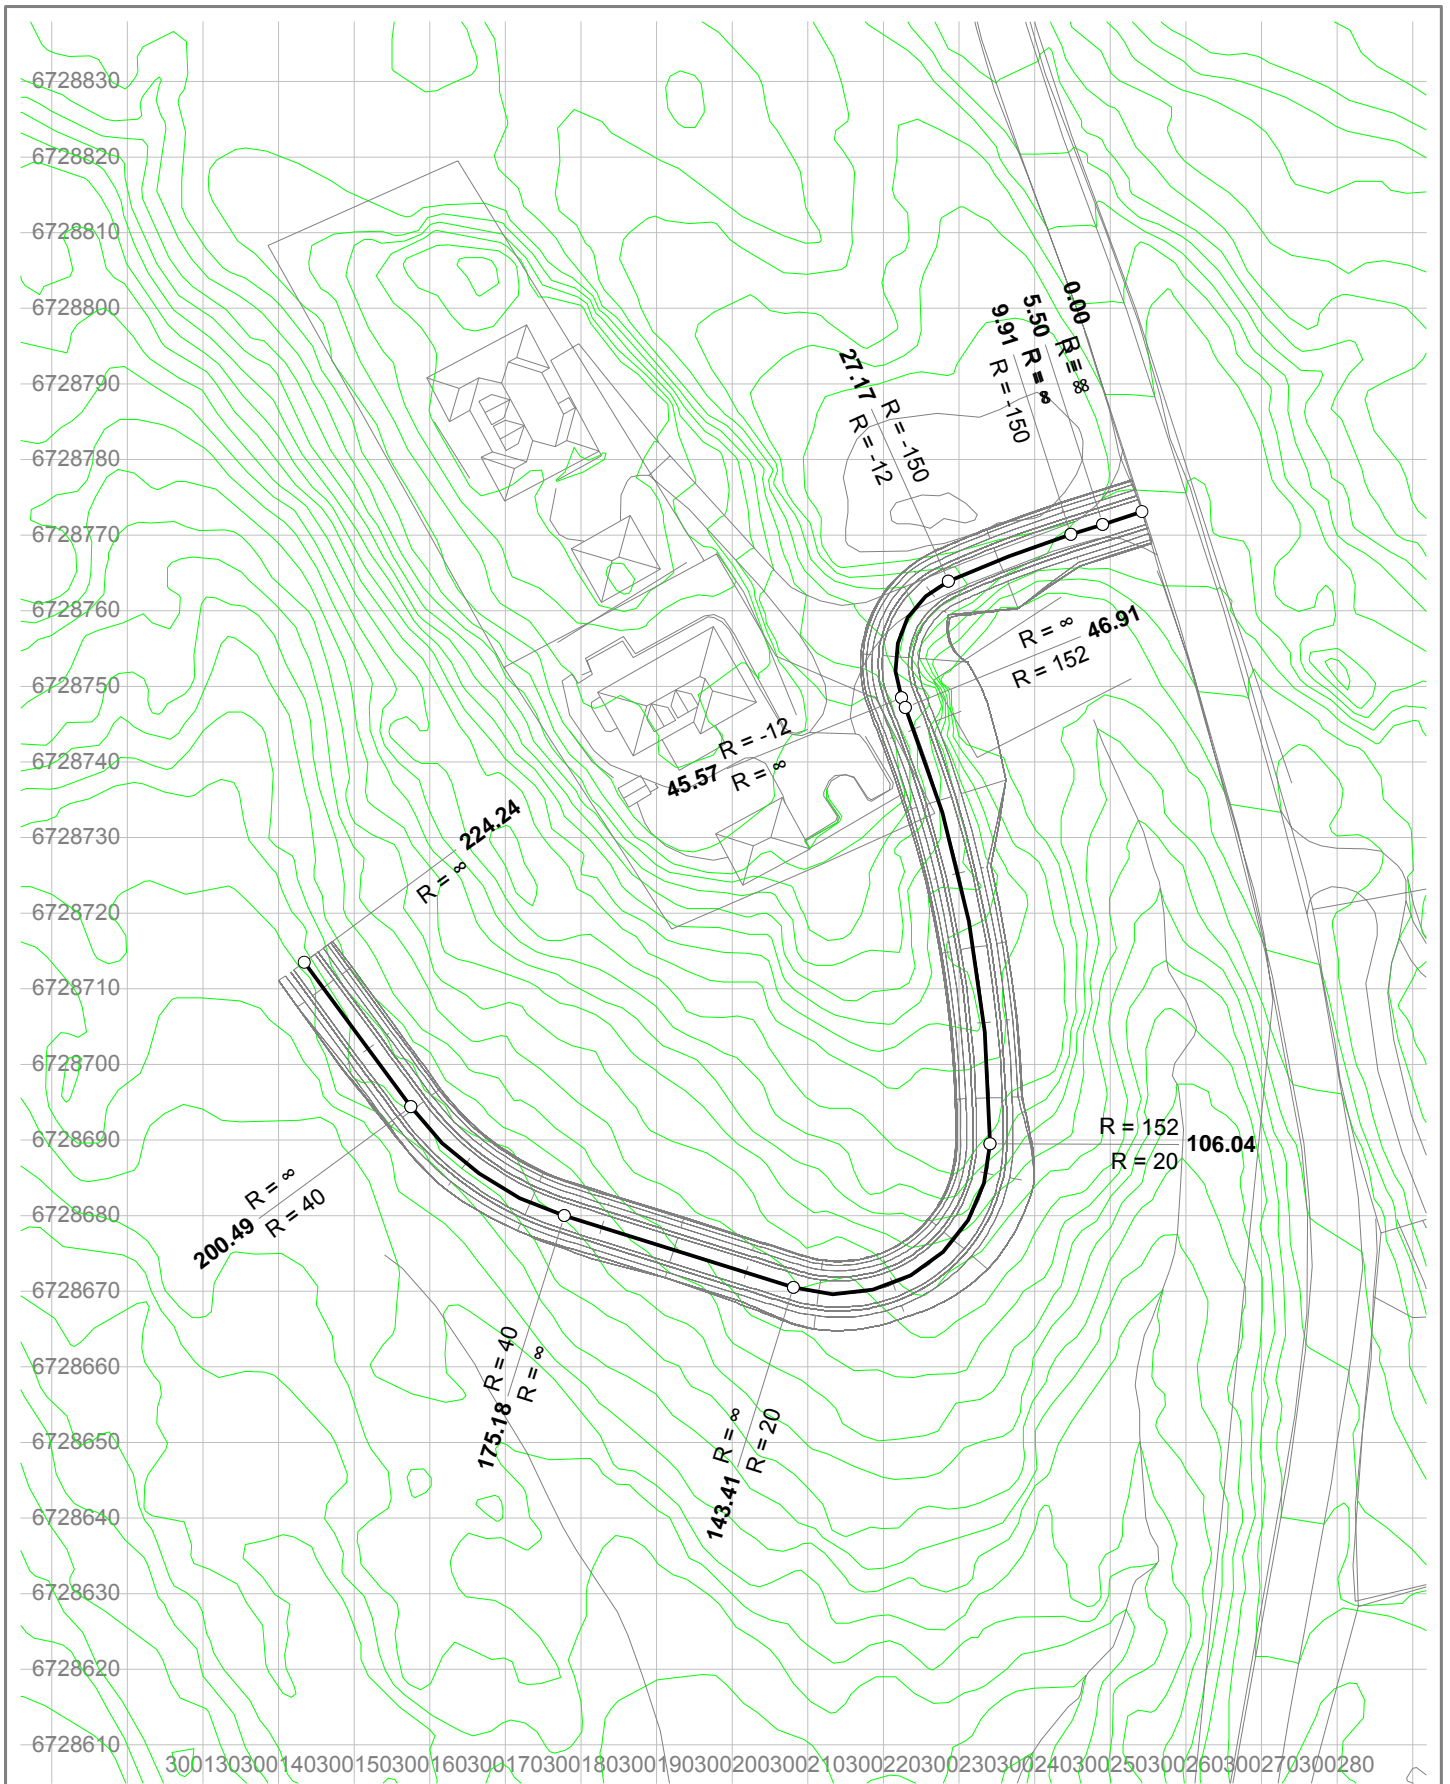 6728830
6728820
6728810
6728800
6728790
6728780
6728770
6728760
6728750
6728740
6728730
6728720
6728710
6728700
6728690
6728680
6728670
6728660
6728650
6728640
6728630
6728620
6728610
0.00
R = ∞
R = ∞
5.50
R = ∞
R = ∞
9.91
R = ∞
R = -150
27.17
R = -150
R = -12
R = ∞
46.91
R = 152
R = -12
45.57
R = ∞
224.24
R = ∞
R = 152
106.04
R = 20
R = ∞
200.49
R = 40
R = 40
175.18
R = ∞
R = ∞
143.41
R = 20
300130300140300150300160300170300180300190300200300210300220300230300240300250300260300270300280